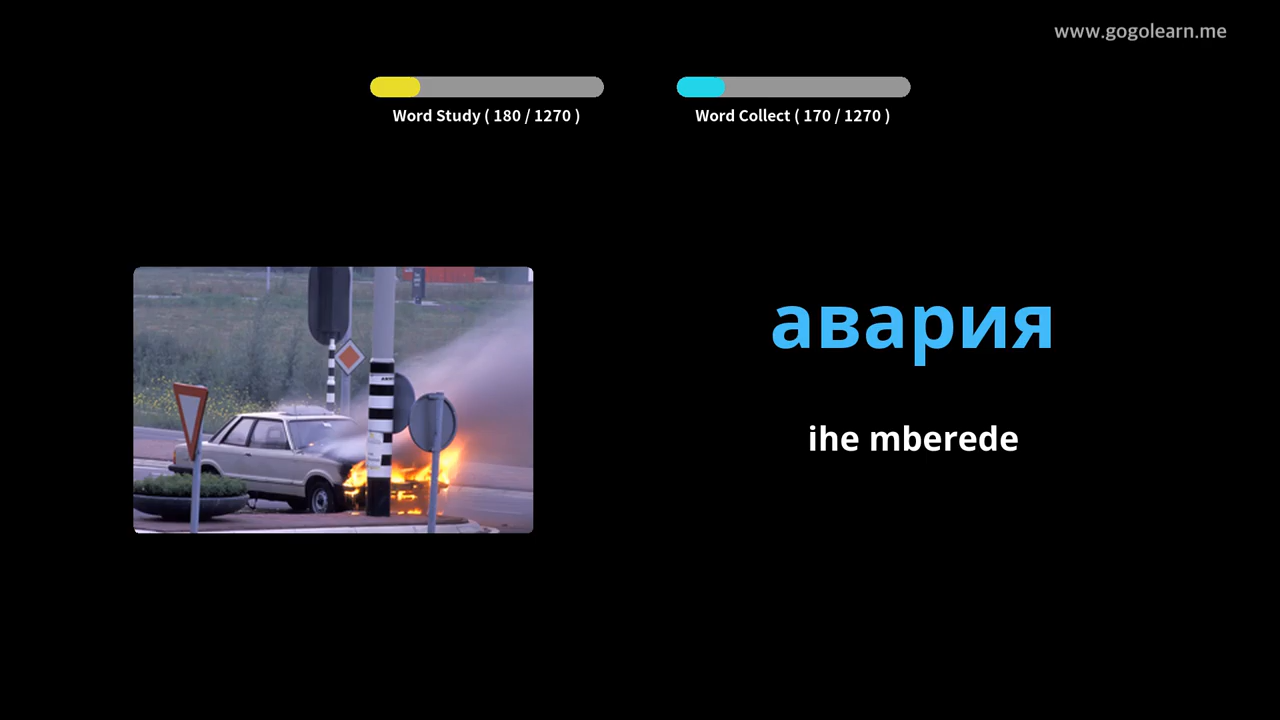 www.gogolearn.me
Word Study ( 180 / 1270 )
Word Collect ( 170 / 1270 )
авария
ihe mberede